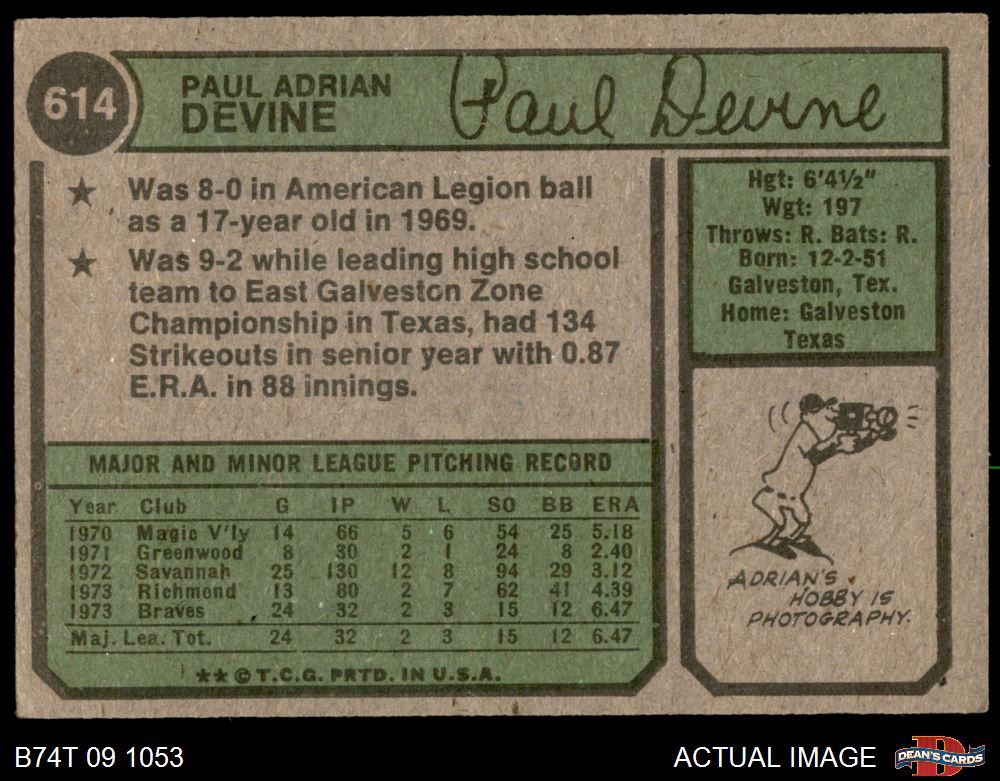 614
PAUL ADRIAN
DEVINE
Paul Devine
★ Was 8-0 in American Legion ball
as a 17-year old in 1969.
★ Was 9-2 while leading high school
team to East Galveston Zone
Championship in Texas, had 134
Strikeouts in senior year with 0.87
E.R.A. in 88 innings.
Hgt: 6'4½"
Wgt: 197
Throws: R. Bats: R.
Born: 12-2-51
Galveston, Tex.
Home: Galveston
Texas
ADRIAN'S
HOBBY IS
PHOTOGRAPHY.
MAJOR AND MINOR LEAGUE PITCHING RECORD
Year Club G IP W L SO BB ERA
1970 Magic V'ly 14 66 5 6 54 25 5.18
1971 Greenwood 8 30 2 1 24 8 2.40
1972 Savannah 25 130 12 8 94 29 3.12
1973 Richmond 13 80 2 7 62 41 4.39
1973 Braves 24 32 2 3 15 12 6.47
Maj. Lea. Tot. 24 32 2 3 15 12 6.47
★★ © T.C.G. PRTD. IN U.S.A.
B74T 09 1053
ACTUAL IMAGE
D
DEAN'S CARDS